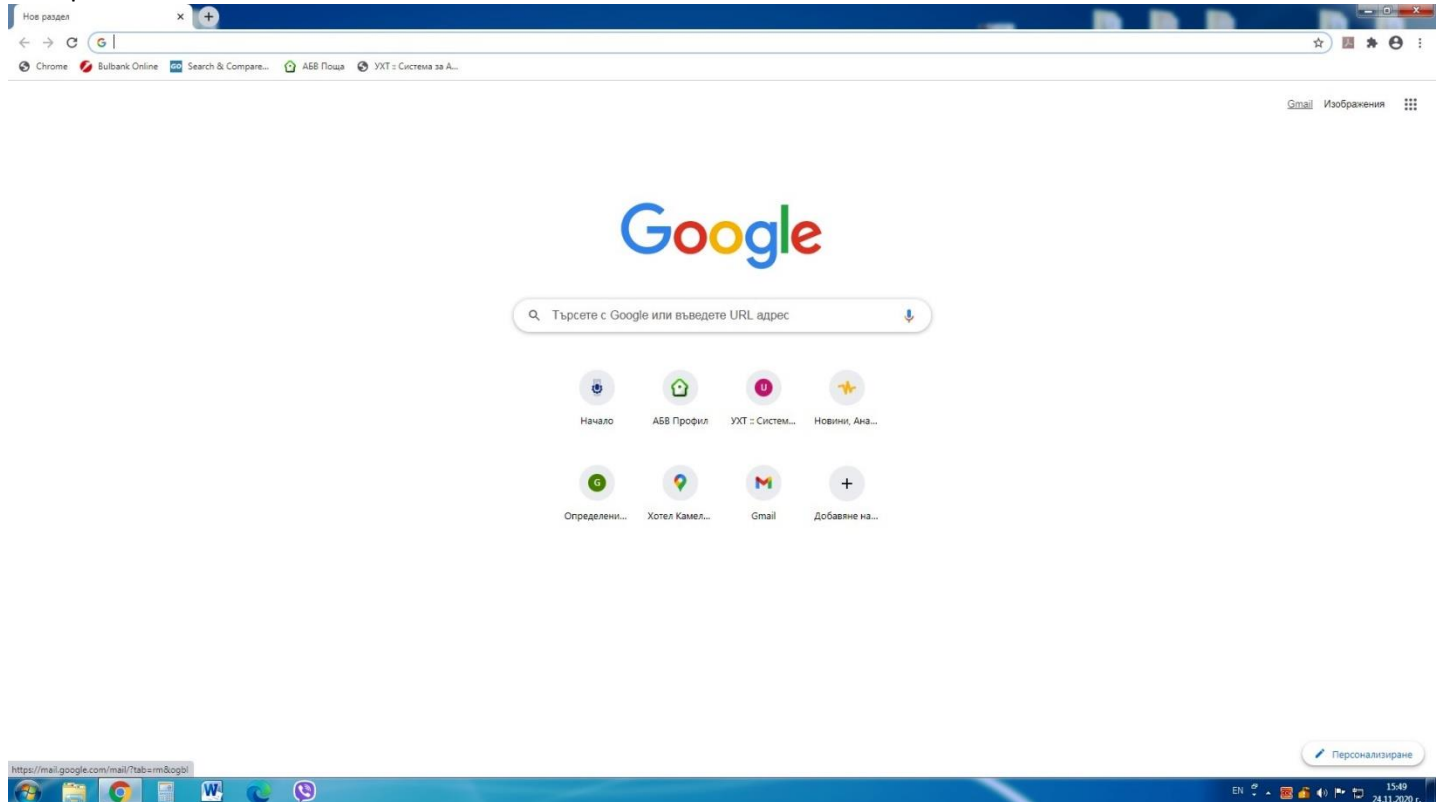 Нов раздел
G
Chrome Bulbank Online GO Search & Compare... АБВ Поща УХТ :: Система за А...
Gmail Изображения
Google
Търсете с Google или въведете URL адрес
U
Начало АБВ Профил УХТ :: Систем... Новини, Ана...
G
Определени... Хотел Камел... Gmail Добавяне на...
Персонализиране
https://mail.google.com/mail/?tab=rm&ogbl
W EN 15:49
24.11.2020 г.